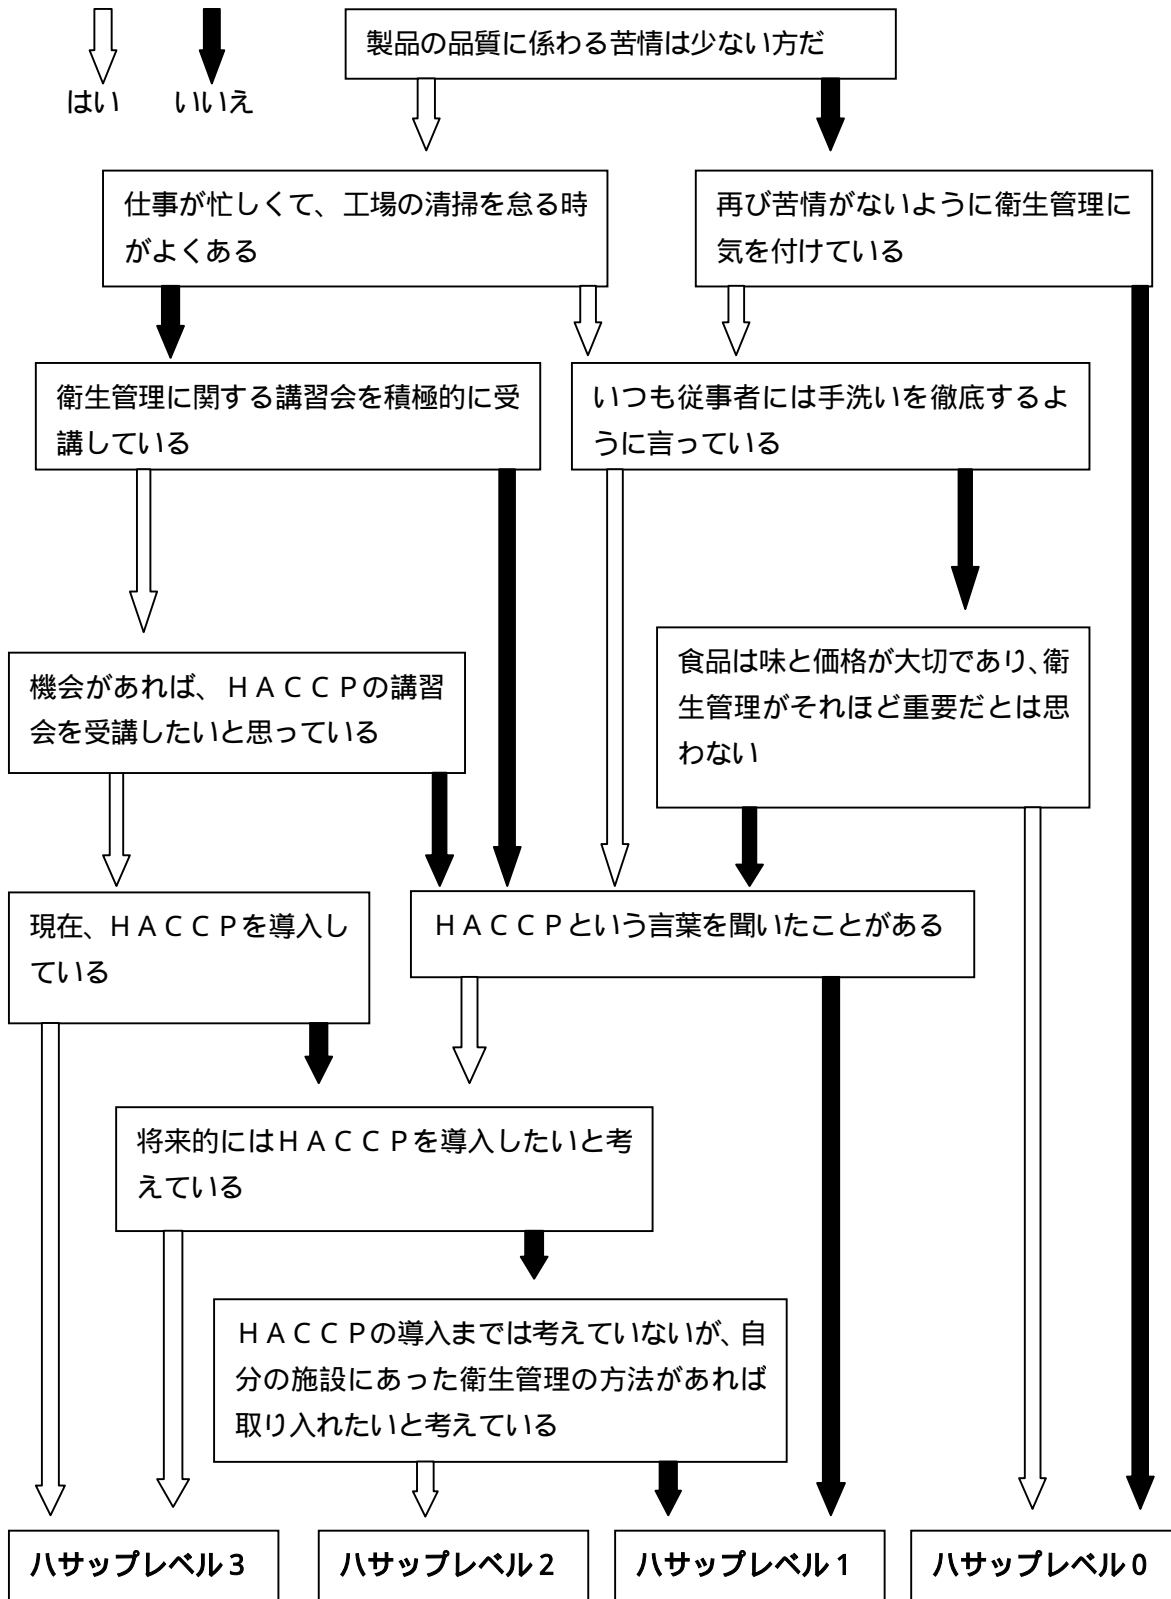 はい
いいえ
製品の品質に係わる苦情は少ない方だ
仕事が忙しくて、工場の清掃を怠る時
がよくある
再び苦情がないように衛生管理に
気を付けている
衛生管理に関する講習会を積極的に受
講している
いつも従事者には手洗いを徹底するよ
うに言っている
機会があれば、ＨＡＣＣＰの講習
会を受講したいと思っている
食品は味と価格が大切であり、衛
生管理がそれほど重要だとは思
わない
現在、ＨＡＣＣＰを導入し
ている
ＨＡＣＣＰという言葉を聞いたことがある
将来的にはＨＡＣＣＰを導入したいと考
えている
ＨＡＣＣＰの導入までは考えていないが、自
分の施設にあった衛生管理の方法があれば
取り入れたいと考えている
ハサップレベル３
ハサップレベル２
ハサップレベル１
ハサップレベル０